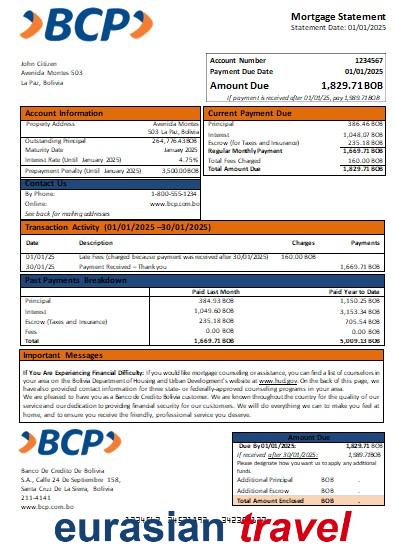 BCP
Mortgage Statement
Statement Date: 01/01/2025
John Citizen
Avenida Montes 503
La Paz, Bolivia
Account Number 1234567
Payment Due Date 01/01/2025
Amount Due 1,829.71 BOB
If payment is received after 01/01/25, pay 1,989.71 BOB
Account Information
Property Address Avenida Montes
503 La Paz, Bolivia
Outstanding Principal 264,776.43 BOB
Maturity Date January 2025
Interest Rate (Until January 2025) 4.75%
Prepayment Penalty (Until January 2025) 3,500.00 BOB
Current Payment Due
Principal 386.46 BOB
Interest 1,048.07 BOB
Escrow (for Taxes and Insurance) 235.18 BOB
Regular Monthly Payment 1,669.71 BOB
Total Fees Charged 160.00 BOB
Total Amount Due 1,829.71 BOB
Contact Us
By Phone: 1-800-555-1234
Online: www.bcp.com.bo
See back for mailing addresses
Transaction Activity (01/01/2025 –30/01/2025)
Date Description Charges Payments
01/01/25 Late Fees (charged because payment was received after 30/01/2025) 160.00 BOB
30/01/25 Payment Received – Thank you 1,669.71 BOB
Past Payments Breakdown
Paid Last Month Paid Year to Date
Principal 384.93 BOB 1,150.25 BOB
Interest 1,049.60 BOB 3,153.34 BOB
Escrow (Taxes and Insurance) 235.18 BOB 705.54 BOB
Fees 0.00 BOB 0.00 BOB
Total 1,669.71 BOB 5,009.13 BOB
Important Messages
If You Are Experiencing Financial Difficulty: If you would like mortgage counseling or assistance, you can find a list of counselors in
your area on the Bolivia Department of Housing and Urban Development's website at www.hud.gov. On the back of this page, we
have also provided contact information for three state- or federally-approved counseling programs in your area.
We are pleased to have you as a Banco de Credito Bolivia customer. We are known throughout the country for the quality of our
service and our dedication to providing financial security for our customers. We will do everything we can to make you feel at
home, and to ensure you receive the friendly, professional service you deserve.
BCP
Banco De Credito De Bolivia
S.A., Calle 24 De Septiembre 158,
Santa Cruz De La Sierra, Bolivia
211-4141
www.bcp.com.bo
Amount Due
Due By 01/01/2025: 1,829.71 BOB
If received after 30/01/2025: 1,989.71 BOB
Please designate how you want us to apply any additional
funds.
Additional Principal BOB .
Additional Escrow BOB .
Total Amount Enclosed BOB .
eurasian travel